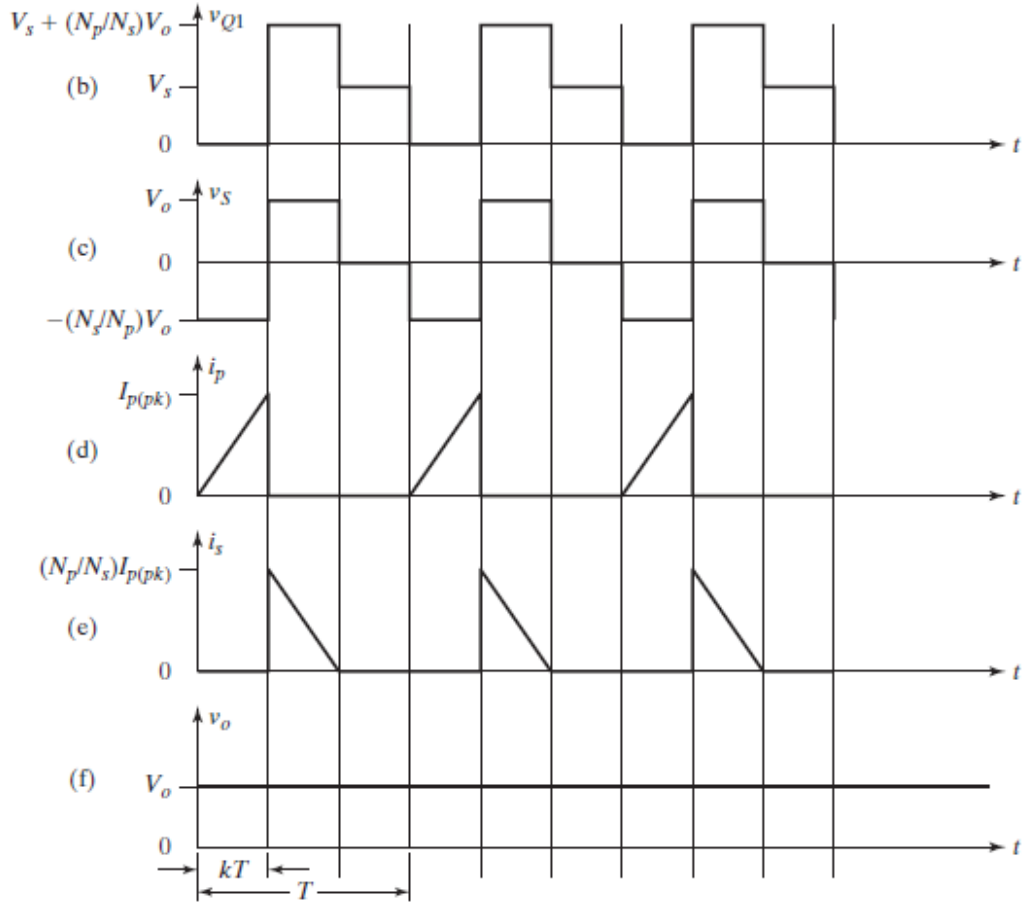 V_s + (N_p/N_s)V_o
v_Q1
(b)
V_s
0
t
V_o
v_S
(c)
0
t
−(N_s/N_p)V_o
i_p
I_p(pk)
(d)
0
t
i_s
(N_p/N_s)I_p(pk)
(e)
0
t
v_o
(f)
V_o
0
t
kT
T